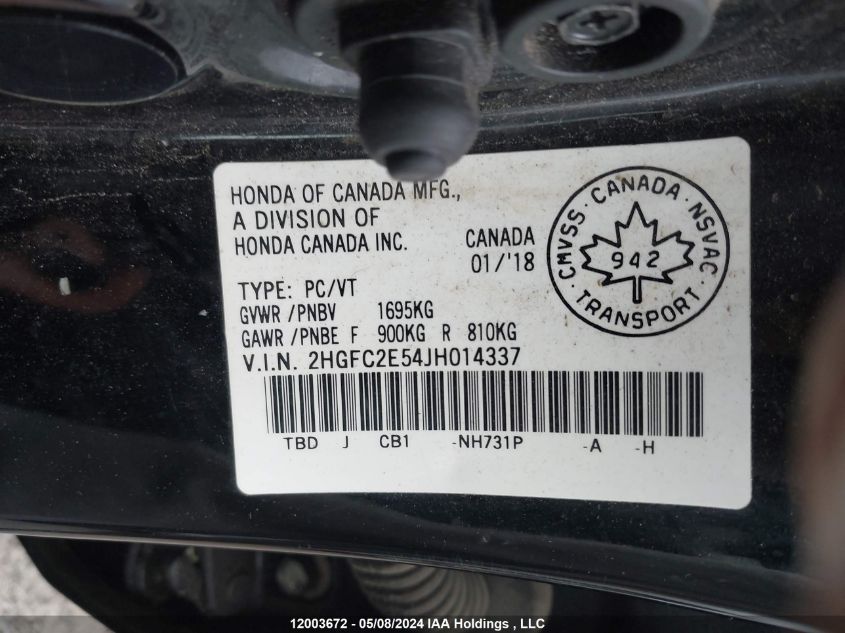 HONDA OF CANADA MFG.,
A DIVISION OF
HONDA CANADA INC.
CANADA
01/'18
TYPE: PC/VT
GVWR /PNBV 1695KG
GAWR /PNBE F 900KG R 810KG
V.I.N. 2HGFC2E54JH014337
TBD J CB1 -NH731P -A -H
CMVSS · CANADA · NSVAC · TRANSPORT ·
942
12003672 - 05/08/2024 IAA Holdings , LLC